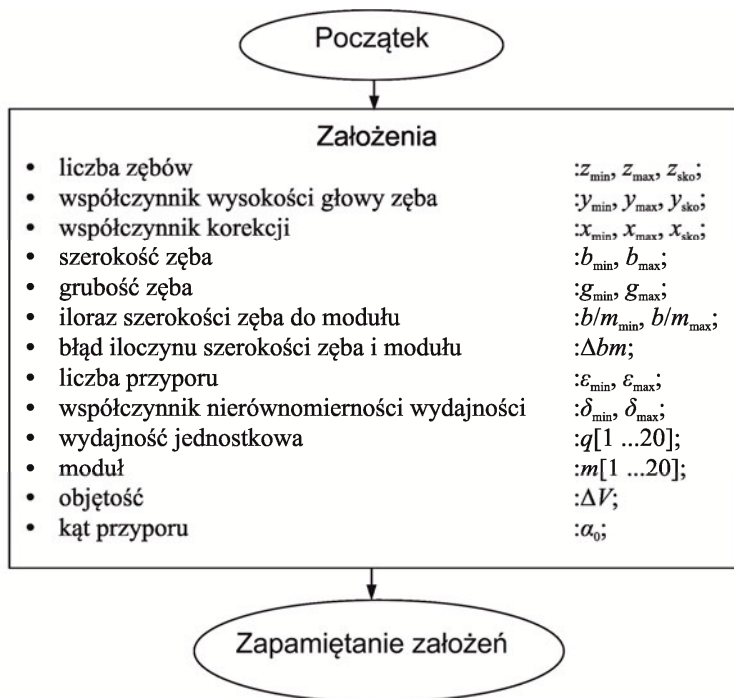 Początek
Założenia
• liczba zębów :z_min, z_max, z_sko;
• współczynnik wysokości głowy zęba :y_min, y_max, y_sko;
• współczynnik korekcji :x_min, x_max, x_sko;
• szerokość zęba :b_min, b_max;
• grubość zęba :g_min, g_max;
• iloraz szerokości zęba do modułu :b/m_min, b/m_max;
• błąd iloczynu szerokości zęba i modułu :Δbm;
• liczba przyporu :ε_min, ε_max;
• współczynnik nierównomierności wydajności :δ_min, δ_max;
• wydajność jednostkowa :q[1 ...20];
• moduł :m[1 ...20];
• objętość :ΔV;
• kąt przyporu :α_0;
Zapamiętanie założeń